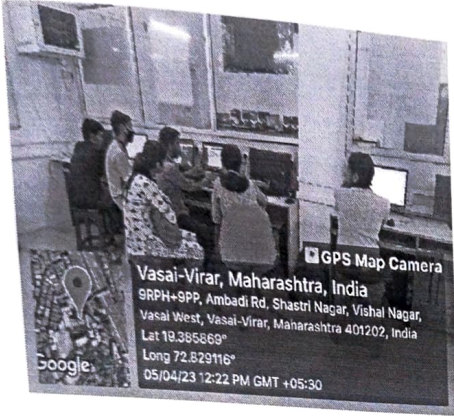 GPS Map Camera
Vasai-Virar, Maharashtra, India
9RPH+9PP, Ambadi Rd, Shastri Nagar, Vishal Nagar,
Vasai West, Vasai-Virar, Maharashtra 401202, India
Lat 19.385869°
Long 72.829116°
05/04/23 12:22 PM GMT +05:30
Google